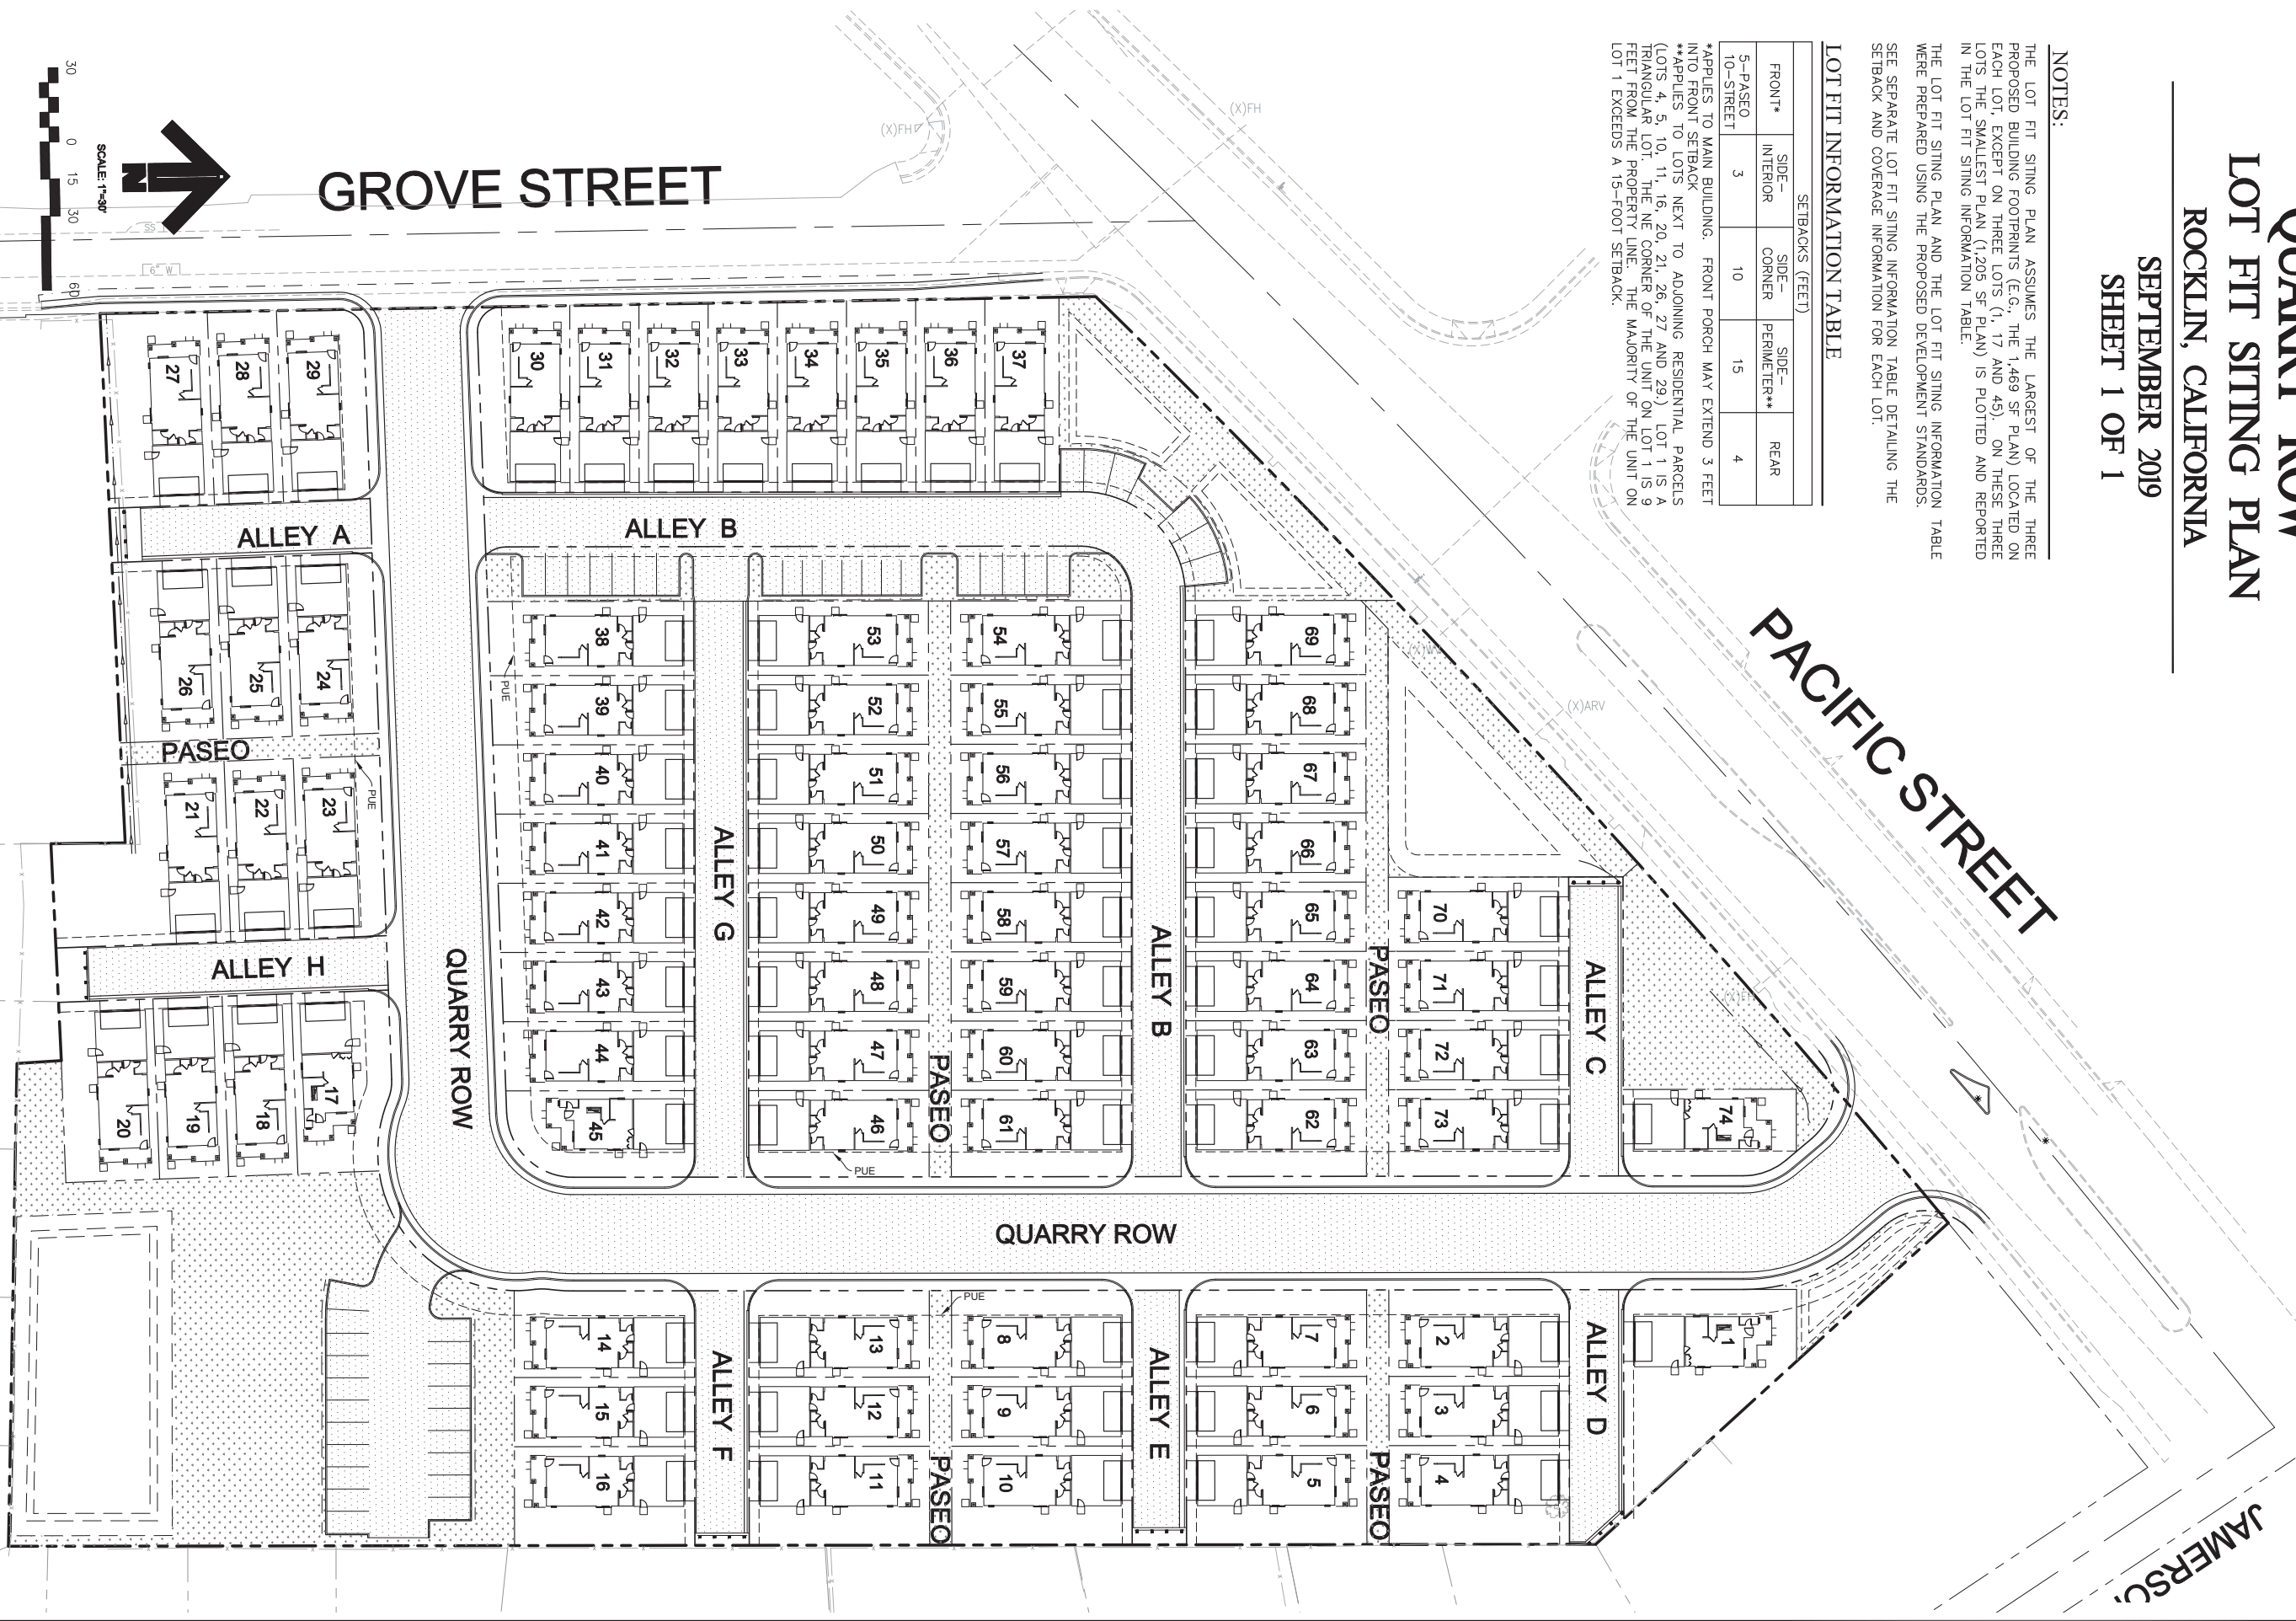 QUARRY ROW
LOT FIT SITING PLAN
ROCKLIN, CALIFORNIA
SEPTEMBER 2019
SHEET 1 OF 1
NOTES:
THE LOT FIT SITING PLAN ASSUMES THE LARGEST OF THE THREE
PROPOSED BUILDING FOOTPRINTS (E.G., THE 1,469 SF PLAN) LOCATED ON
EACH LOT, EXCEPT ON THREE LOTS (1, 17 AND 45). ON THESE THREE
LOTS THE SMALLEST PLAN (1,205 SF PLAN) IS PLOTTED AND REPORTED
IN THE LOT FIT SITING INFORMATION TABLE.
THE LOT FIT SITING PLAN AND THE LOT FIT SITING INFORMATION TABLE
WERE PREPARED USING THE PROPOSED DEVELOPMENT STANDARDS.
SEE SEPARATE LOT FIT SITING INFORMATION TABLE DETAILING THE
SETBACK AND COVERAGE INFORMATION FOR EACH LOT.
LOT FIT INFORMATION TABLE
SETBACKS (FEET)
FRONT* SIDE-INTERIOR SIDE-CORNER SIDE-PERIMETER** REAR
5-PASEO 10-STREET 3 10 15 4
*APPLIES TO MAIN BUILDING. FRONT PORCH MAY EXTEND 3 FEET
INTO FRONT SETBACK
**APPLIES TO LOTS NEXT TO ADJOINING RESIDENTIAL PARCELS
(LOTS 4, 5, 10, 11, 16, 20, 21, 26, 27 AND 29.) LOT 1 IS A
TRIANGULAR LOT. THE NE CORNER OF THE UNIT ON LOT 1 IS 9
FEET FROM THE PROPERTY LINE. THE MAJORITY OF THE UNIT ON
LOT 1 EXCEEDS A 15-FOOT SETBACK.
30 0 15 30 60
SCALE: 1"=30'
N
GROVE STREET
SS
6" W
(X)FH
(X)FH
PACIFIC STREET
(X)ARV
(X)WV
(X)FH
27 28 29
30 31 32 33 34 35 36 37
ALLEY A
ALLEY B
26 25 24
PASEO
PUE
21 22 23
ALLEY H
20 19 18 17
QUARRY ROW
PUE
38 39 40 41 42 43 44 45
ALLEY G
53 52 51 50 49 48 47 46
PUE
PASEO
54 55 56 57 58 59 60 61
ALLEY B
69 68 67 66 65 64 63 62
PASEO
70 71 72 73
ALLEY C
74
QUARRY ROW
14 15 16
ALLEY F
13 12 11
PUE
PASEO
8 9 10
ALLEY E
7 6 5
PASEO
2 3 4
ALLEY D
1